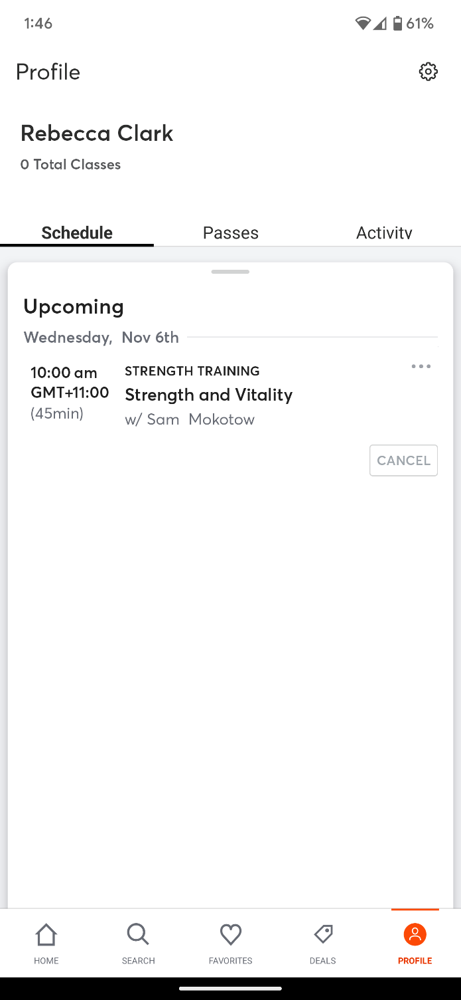 1:46
61%
Profile
Rebecca Clark
0 Total Classes
Schedule
Passes
Activity
Upcoming
Wednesday, Nov 6th
10:00 am
GMT+11:00
(45min)
STRENGTH TRAINING
Strength and Vitality
w/ Sam Mokotow
CANCEL
HOME
SEARCH
FAVORITES
DEALS
PROFILE